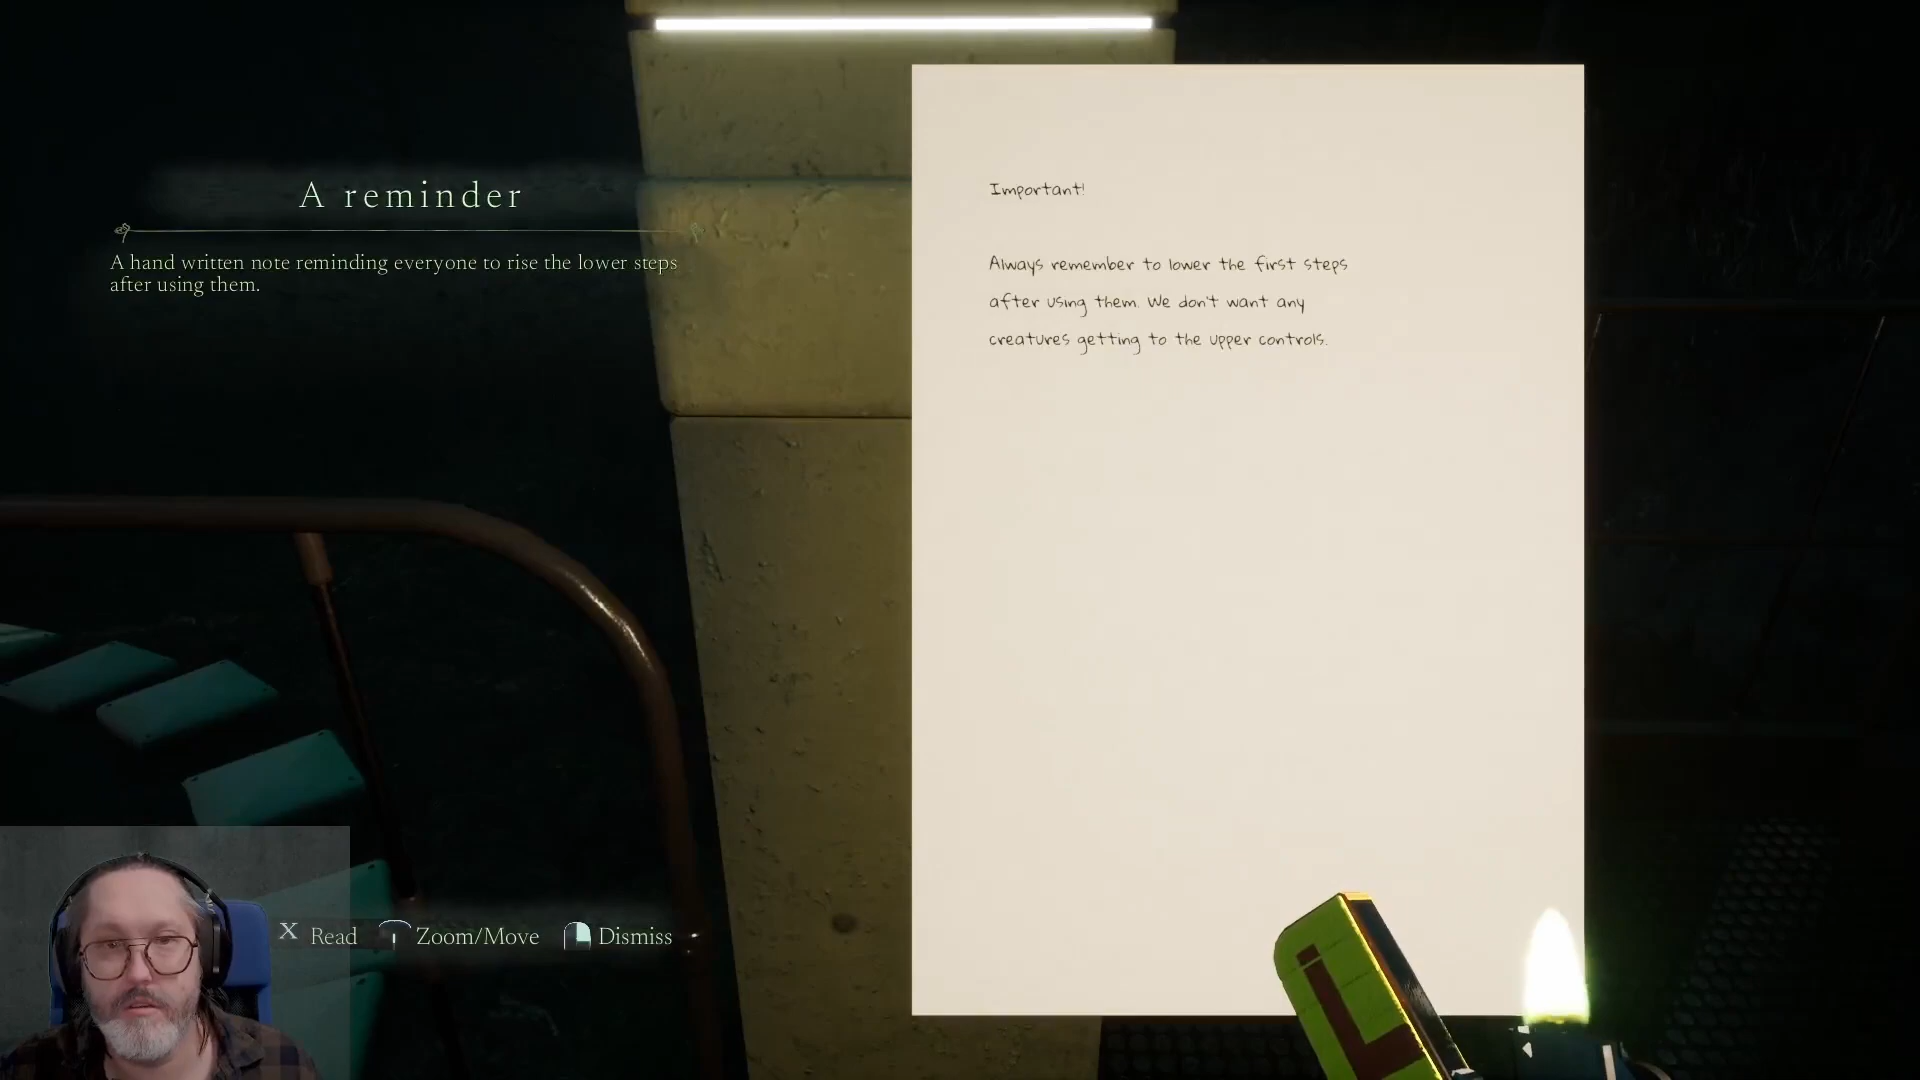 A reminder
A hand written note reminding everyone to rise the lower steps
after using them.
Important!
Always remember to lower the first steps
after using them. We don't want any
creatures getting to the upper controls.
X Read Zoom/Move Dismiss